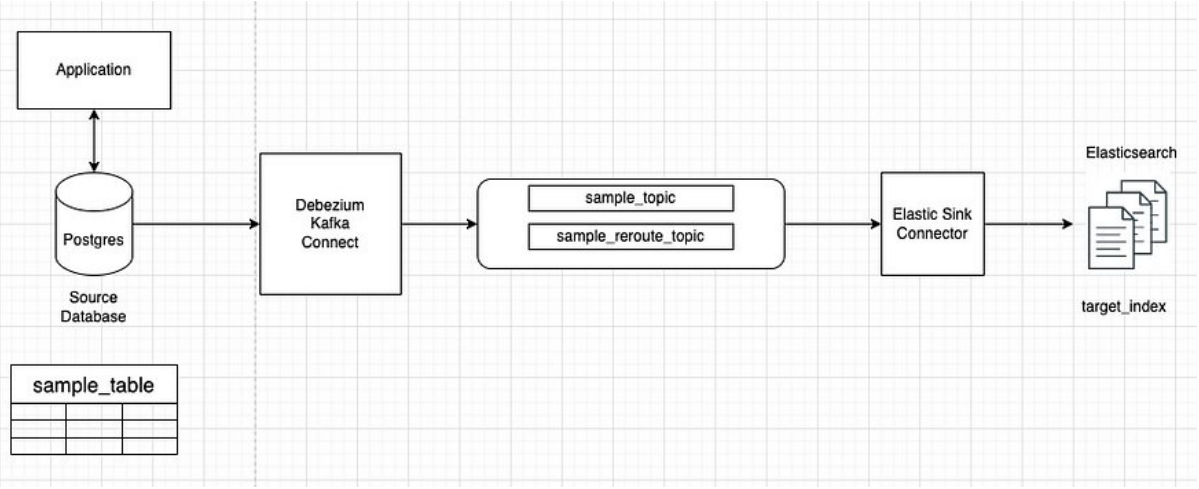 Application
Postgres
Source
Database
sample_table
Debezium
Kafka
Connect
sample_topic
sample_reroute_topic
Elastic Sink
Connector
Elasticsearch
target_index